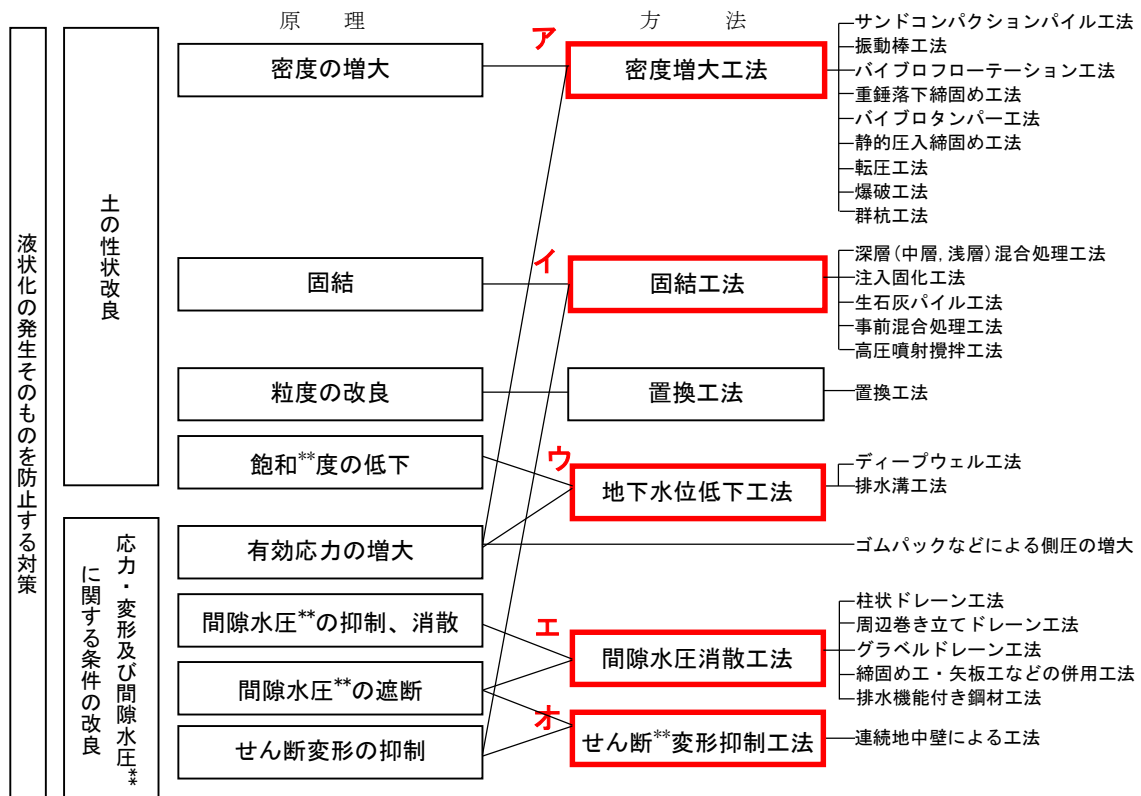 原　理
方　法
液状化の発生そのものを防止する対策
土の性状改良
密度の増大
ア
密度増大工法
サンドコンパクションパイル工法
振動棒工法
バイブロフローテーション工法
重錘落下締固め工法
バイブロタンパー工法
静的圧入締固め工法
転圧工法
爆破工法
群杭工法
固結
イ
固結工法
深層(中層,浅層)混合処理工法
注入固化工法
生石灰パイル工法
事前混合処理工法
高圧噴射攪拌工法
粒度の改良
置換工法
置換工法
飽和**度の低下
ウ
地下水位低下工法
ディープウェル工法
排水溝工法
応力・変形及び間隙水圧**
に関する条件の改良
有効応力の増大
ゴムパックなどによる側圧の増大
間隙水圧**の抑制、消散
エ
間隙水圧消散工法
柱状ドレーン工法
周辺巻き立てドレーン工法
グラベルドレーン工法
締固め工・矢板工などの併用工法
排水機能付き鋼材工法
間隙水圧**の遮断
オ
せん断**変形抑制工法
連続地中壁による工法
せん断変形の抑制